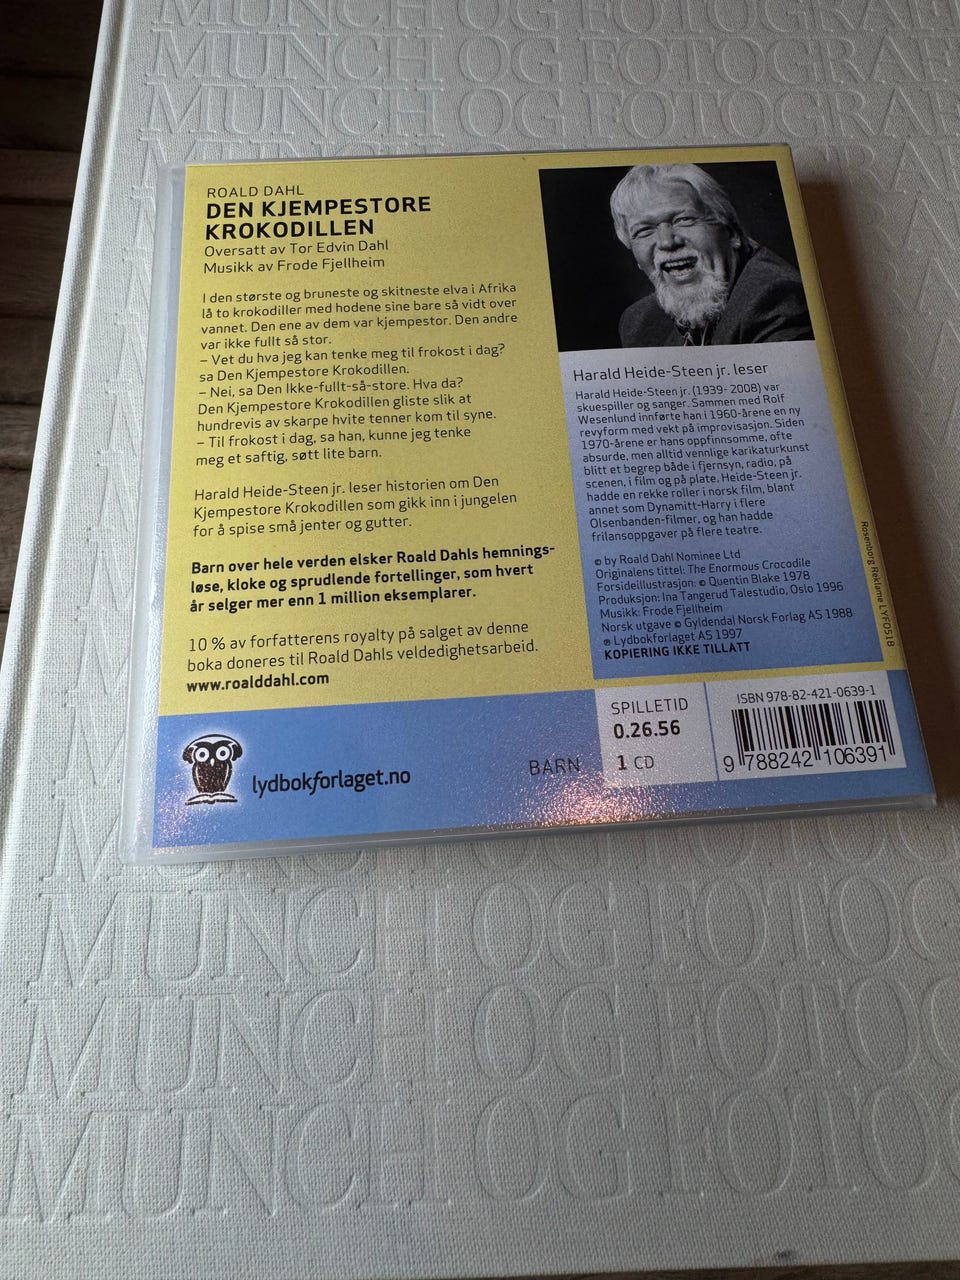 MUNCH OG FOTOGRAF
MUNCH OG FOTOGRAF
MUNCH OG FOTOGRAF
ROALD DAHL
DEN KJEMPESTORE
KROKODILLEN
Oversatt av Tor Edvin Dahl
Musikk av Frode Fjellheim
I den største og bruneste og skitneste elva i Afrika
lå to krokodiller med hodene sine bare så vidt over
vannet. Den ene av dem var kjempestor. Den andre
var ikke fullt så stor.
– Vet du hva jeg kan tenke meg til frokost i dag?
sa Den Kjempestore Krokodillen.
– Nei, sa Den Ikke-fullt-så-store. Hva da?
Den Kjempestore Krokodillen gliste slik at
hundrevis av skarpe hvite tenner kom til syne.
– Til frokost i dag, sa han, kunne jeg tenke
meg et saftig, søtt lite barn.
Harald Heide-Steen jr. leser historien om Den
Kjempestore Krokodillen som gikk inn i jungelen
for å spise små jenter og gutter.
Barn over hele verden elsker Roald Dahls hemnings-
løse, kloke og sprudlende fortellinger, som hvert
år selger mer enn 1 million eksemplarer.
10 % av forfatterens royalty på salget av denne
boka doneres til Roald Dahls veldedighetsarbeid.
www.roalddahl.com
Harald Heide-Steen jr. leser
Harald Heide-Steen jr. (1939- 2008) var
skuespiller og sanger. Sammen med Rolf
Wesenlund innførte han i 1960-årene en ny
revyform med vekt på improvisasjon. Siden
1970-årene er hans oppfinnsomme, ofte
absurde, men alltid vennlige karikaturkunst
blitt et begrep både i fjernsyn, radio, på
scenen, i film og på plate. Heide-Steen jr.
hadde en rekke roller i norsk film, blant
annet som Dynamitt-Harry i flere
Olsenbanden-filmer, og han hadde
frilansoppgaver på flere teatre.
© by Roald Dahl Nominee Ltd
Originalens tittel: The Enormous Crocodile
Forsideillustrasjon: © Quentin Blake 1978
Produksjon: Ina Tangerud Talestudio, Oslo 1996
Musikk: Frode Fjellheim
Norsk utgave © Gyldendal Norsk Forlag AS 1988
℗ Lydbokforlaget AS 1997
KOPIERING IKKE TILLATT
Rosenborg Reklame LYFO518
lydbokforlaget.no
BARN
SPILLETID
0.26.56
1 CD
ISBN 978-82-421-0639-1
9 788242 106391
MUNCH OG FOTOG
MUNCH OG FOTOG
MUNCH OG FOTO
MUNCH OG FOTO